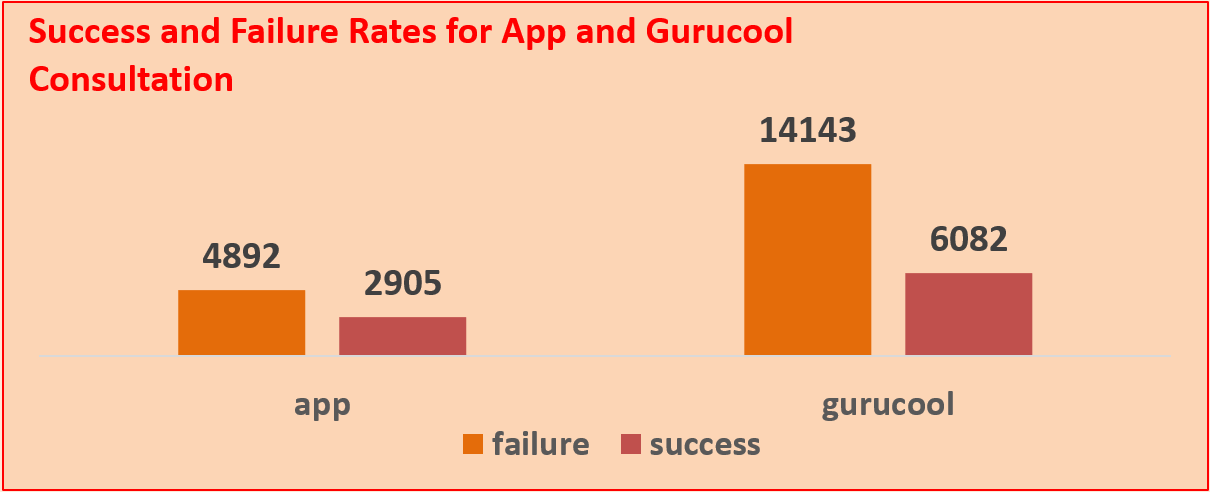 Success and Failure Rates for App and Gurucool
Consultation
14143
6082
4892
2905
app
gurucool
failure
success